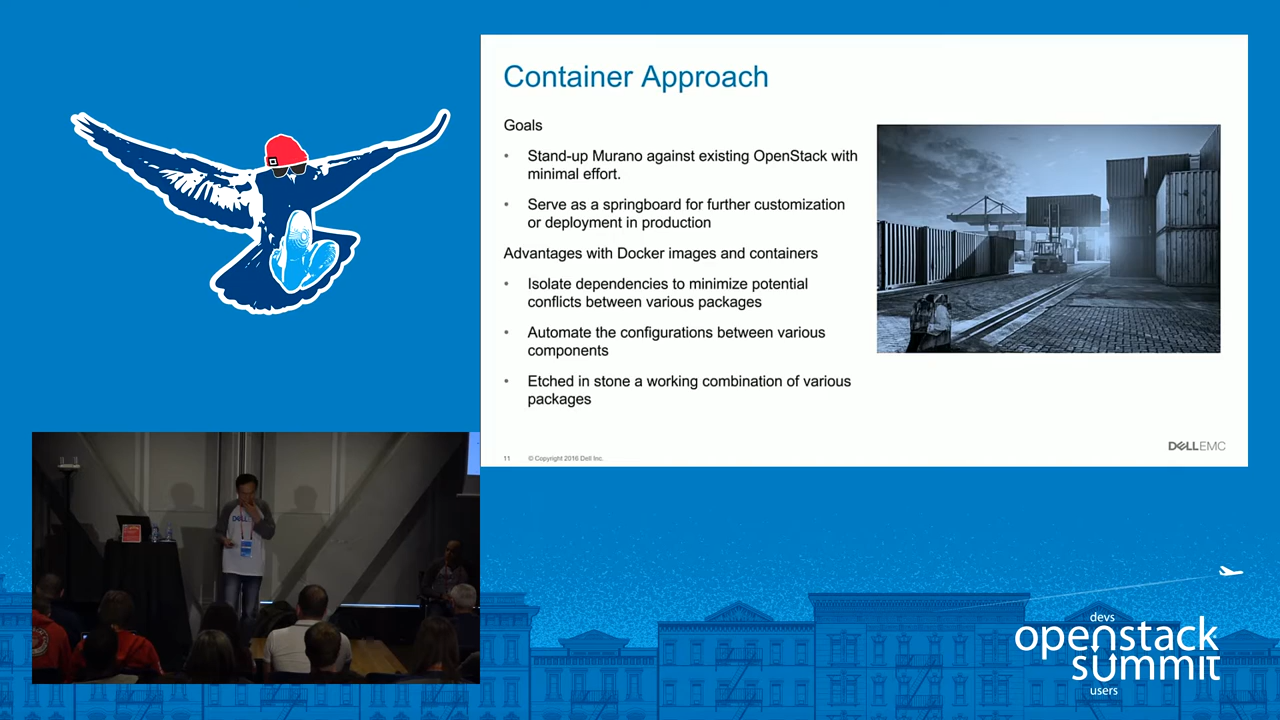 Container Approach
Goals
• Stand-up Murano against existing OpenStack with
minimal effort.
• Serve as a springboard for further customization
or deployment in production
Advantages with Docker images and containers
• Isolate dependencies to minimize potential
conflicts between various packages
• Automate the configurations between various
components
• Etched in stone a working combination of various
packages
11 © Copyright 2016 Dell Inc.
DELLEMC
DELL
devs
openstack
summit
users